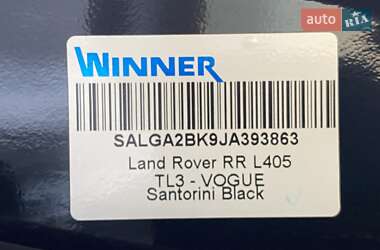 auto RIA
WINNER
SALGA2BK9JA393863
Land Rover RR L405
TL3 - VOGUE
Santorini Black